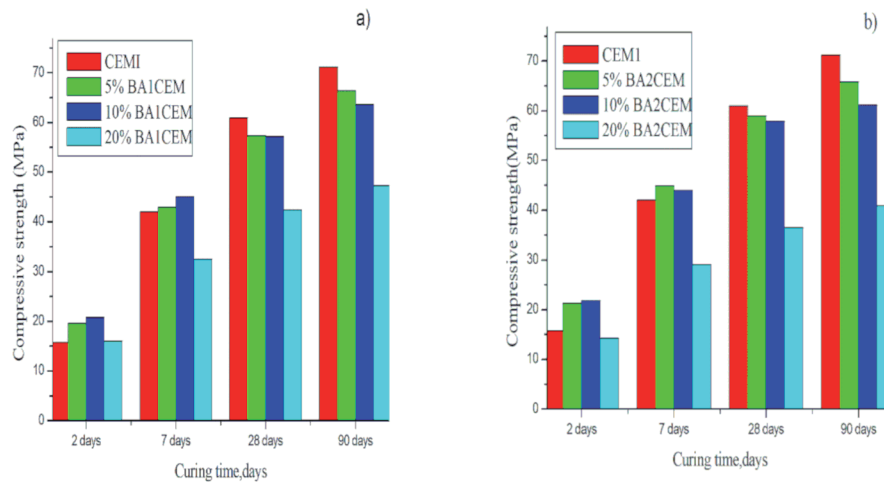 a)
CEMI
5% BA1CEM
10% BA1CEM
20% BA1CEM
Compressive strength (MPa)
70
60
50
40
30
20
10
0
2 days 7 days 28 days 90 days
Curing time,days
b)
CEM1
5% BA2CEM
10% BA2CEM
20% BA2CEM
Compressive strength(MPa)
70
60
50
40
30
20
10
0
2 days 7 days 28 days 90 days
Curing time,days